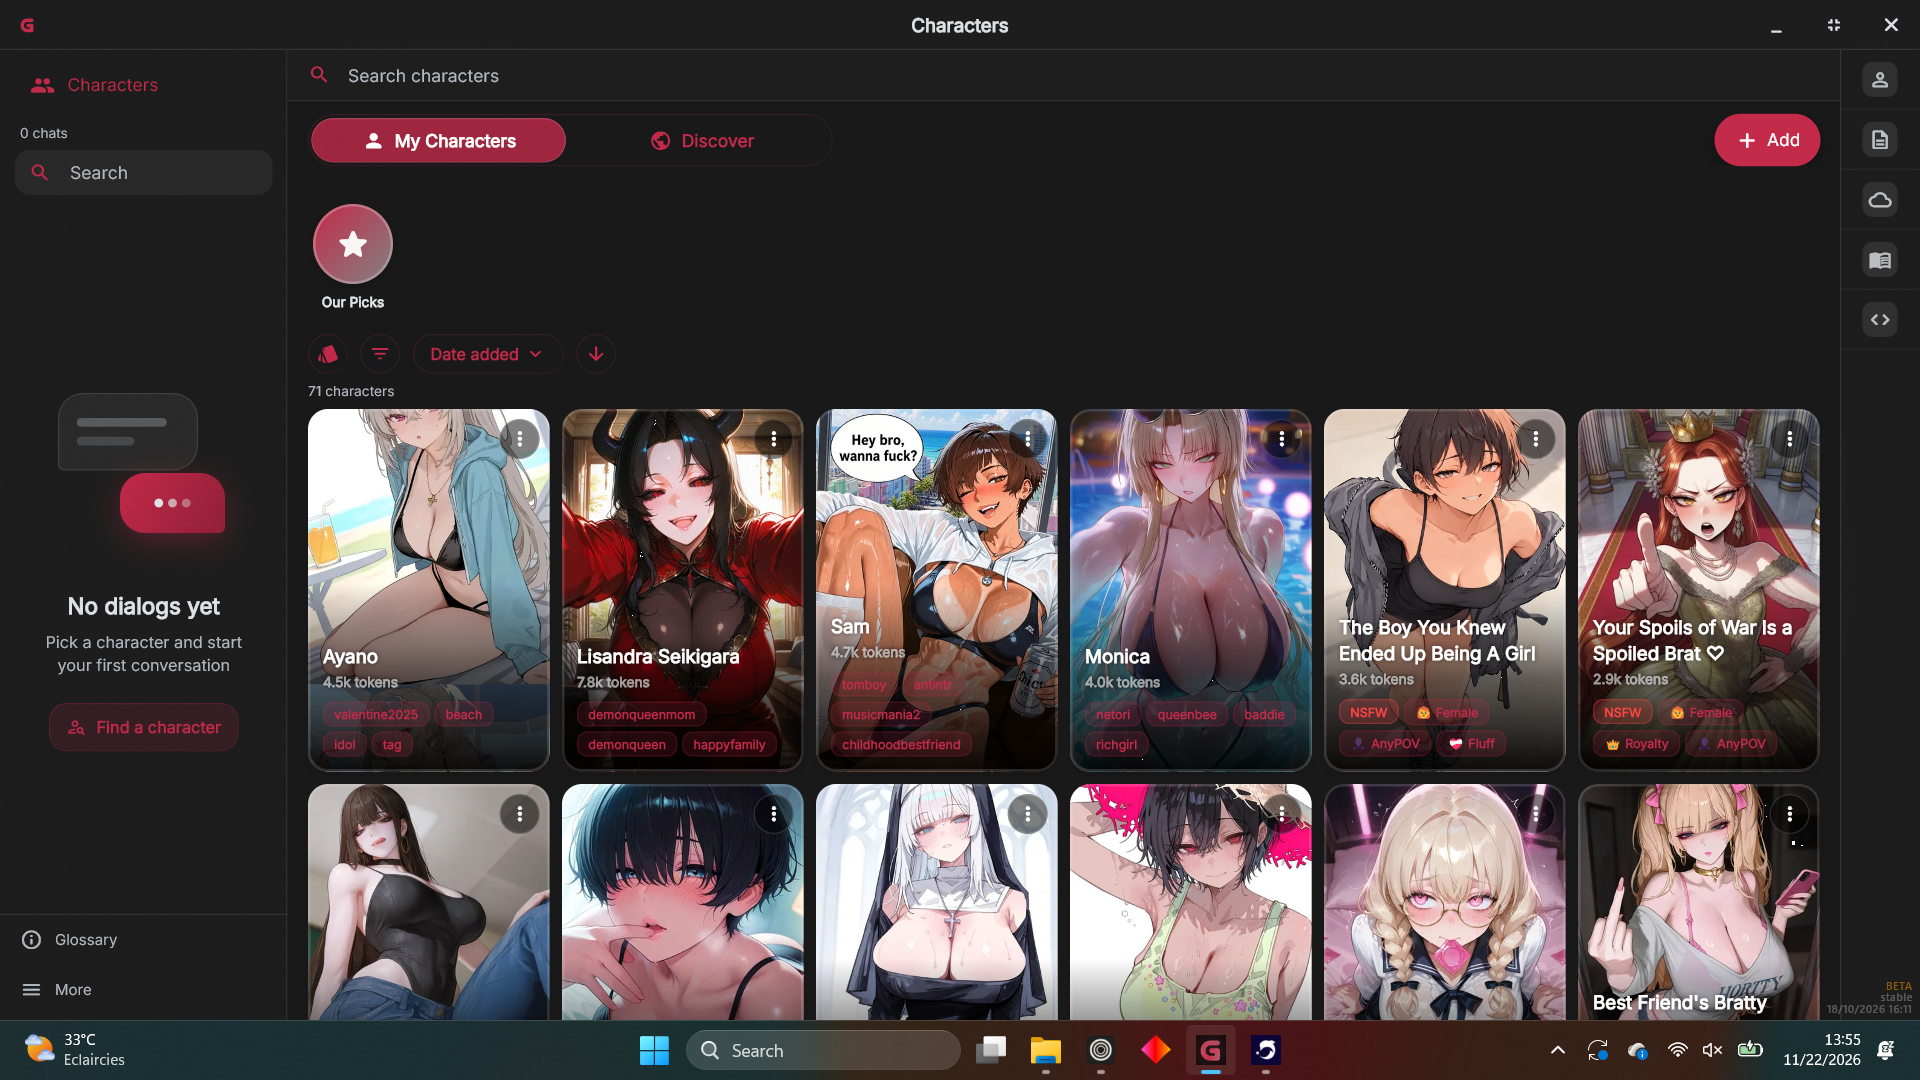 G
Characters
Characters
0 chats
Search
No dialogs yet
Pick a character and start
your first conversation
Find a character
Glossary
More
Search characters
My Characters
Discover
Add
Our Picks
Date added
71 characters
Ayano
4.5k tokens
valentine2025
beach
idol
tag
Lisandra Seikigara
7.8k tokens
demonqueenmom
demonqueen
happyfamily
Hey bro,
wanna fuck?
Sam
4.7k tokens
tomboy
antintr
musicmania2
childhoodbestfriend
Monica
4.0k tokens
netori
queenbee
baddie
richgirl
The Boy You Knew
Ended Up Being A Girl
3.6k tokens
NSFW
Female
AnyPOV
Fluff
Your Spoils of War Is a
Spoiled Brat ♡
2.9k tokens
NSFW
Female
Royalty
AnyPOV
Best Friend's Bratty
BETA
stable
18/10/2026 16:11
33°C
Eclaircies
Search
G
13:55
11/22/2026